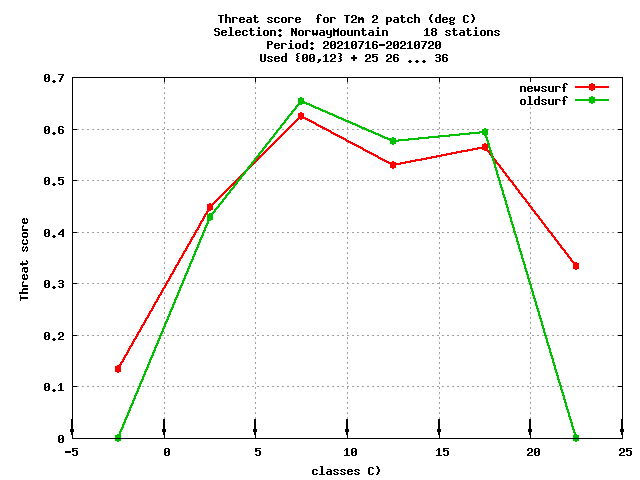 Threat score  for T2m 2 patch (deg C)
Selection: NorwayMountain     18 stations
Period: 20210716-20210720
Used {00,12} + 25 26 ... 36
0.7
newsurf
oldsurf
0.6
0.5
0.4
0.3
0.2
0.1
0
Threat score
-5 0 5 10 15 20 25
classes C)